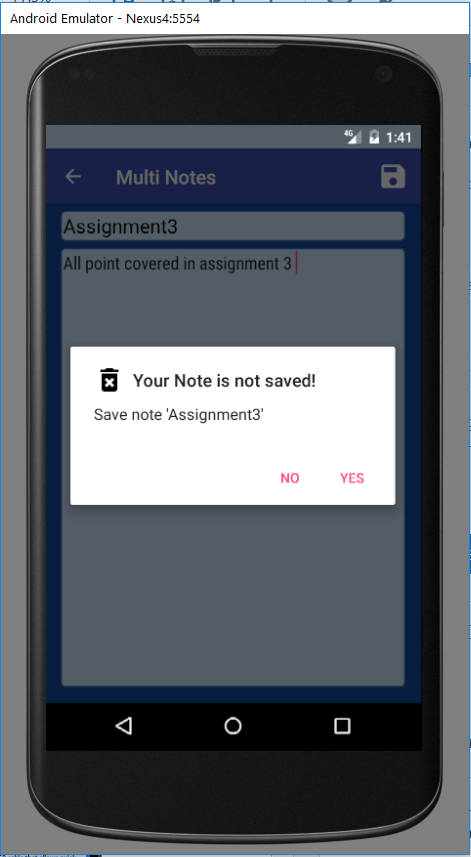 Android Emulator - Nexus4:5554
4G 1:41
Multi Notes
Assignment3
All point covered in assignment 3
Your Note is not saved!
Save note 'Assignment3'
NO YES